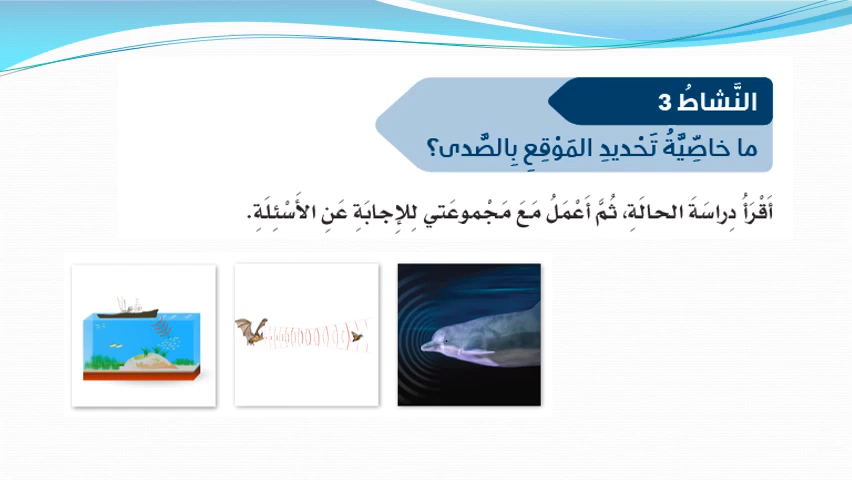 النَّشاطُ 3
ما خاصِّيَّةُ تَحْديدِ المَوْقِعِ بِالصَّدى؟
أَقْرَأُ دِراسَةَ الحالَةِ، ثُمَّ أَعْمَلُ مَعَ مَجْموعَتي لِلإِجابَةِ عَنِ الأَسْئِلَةِ.